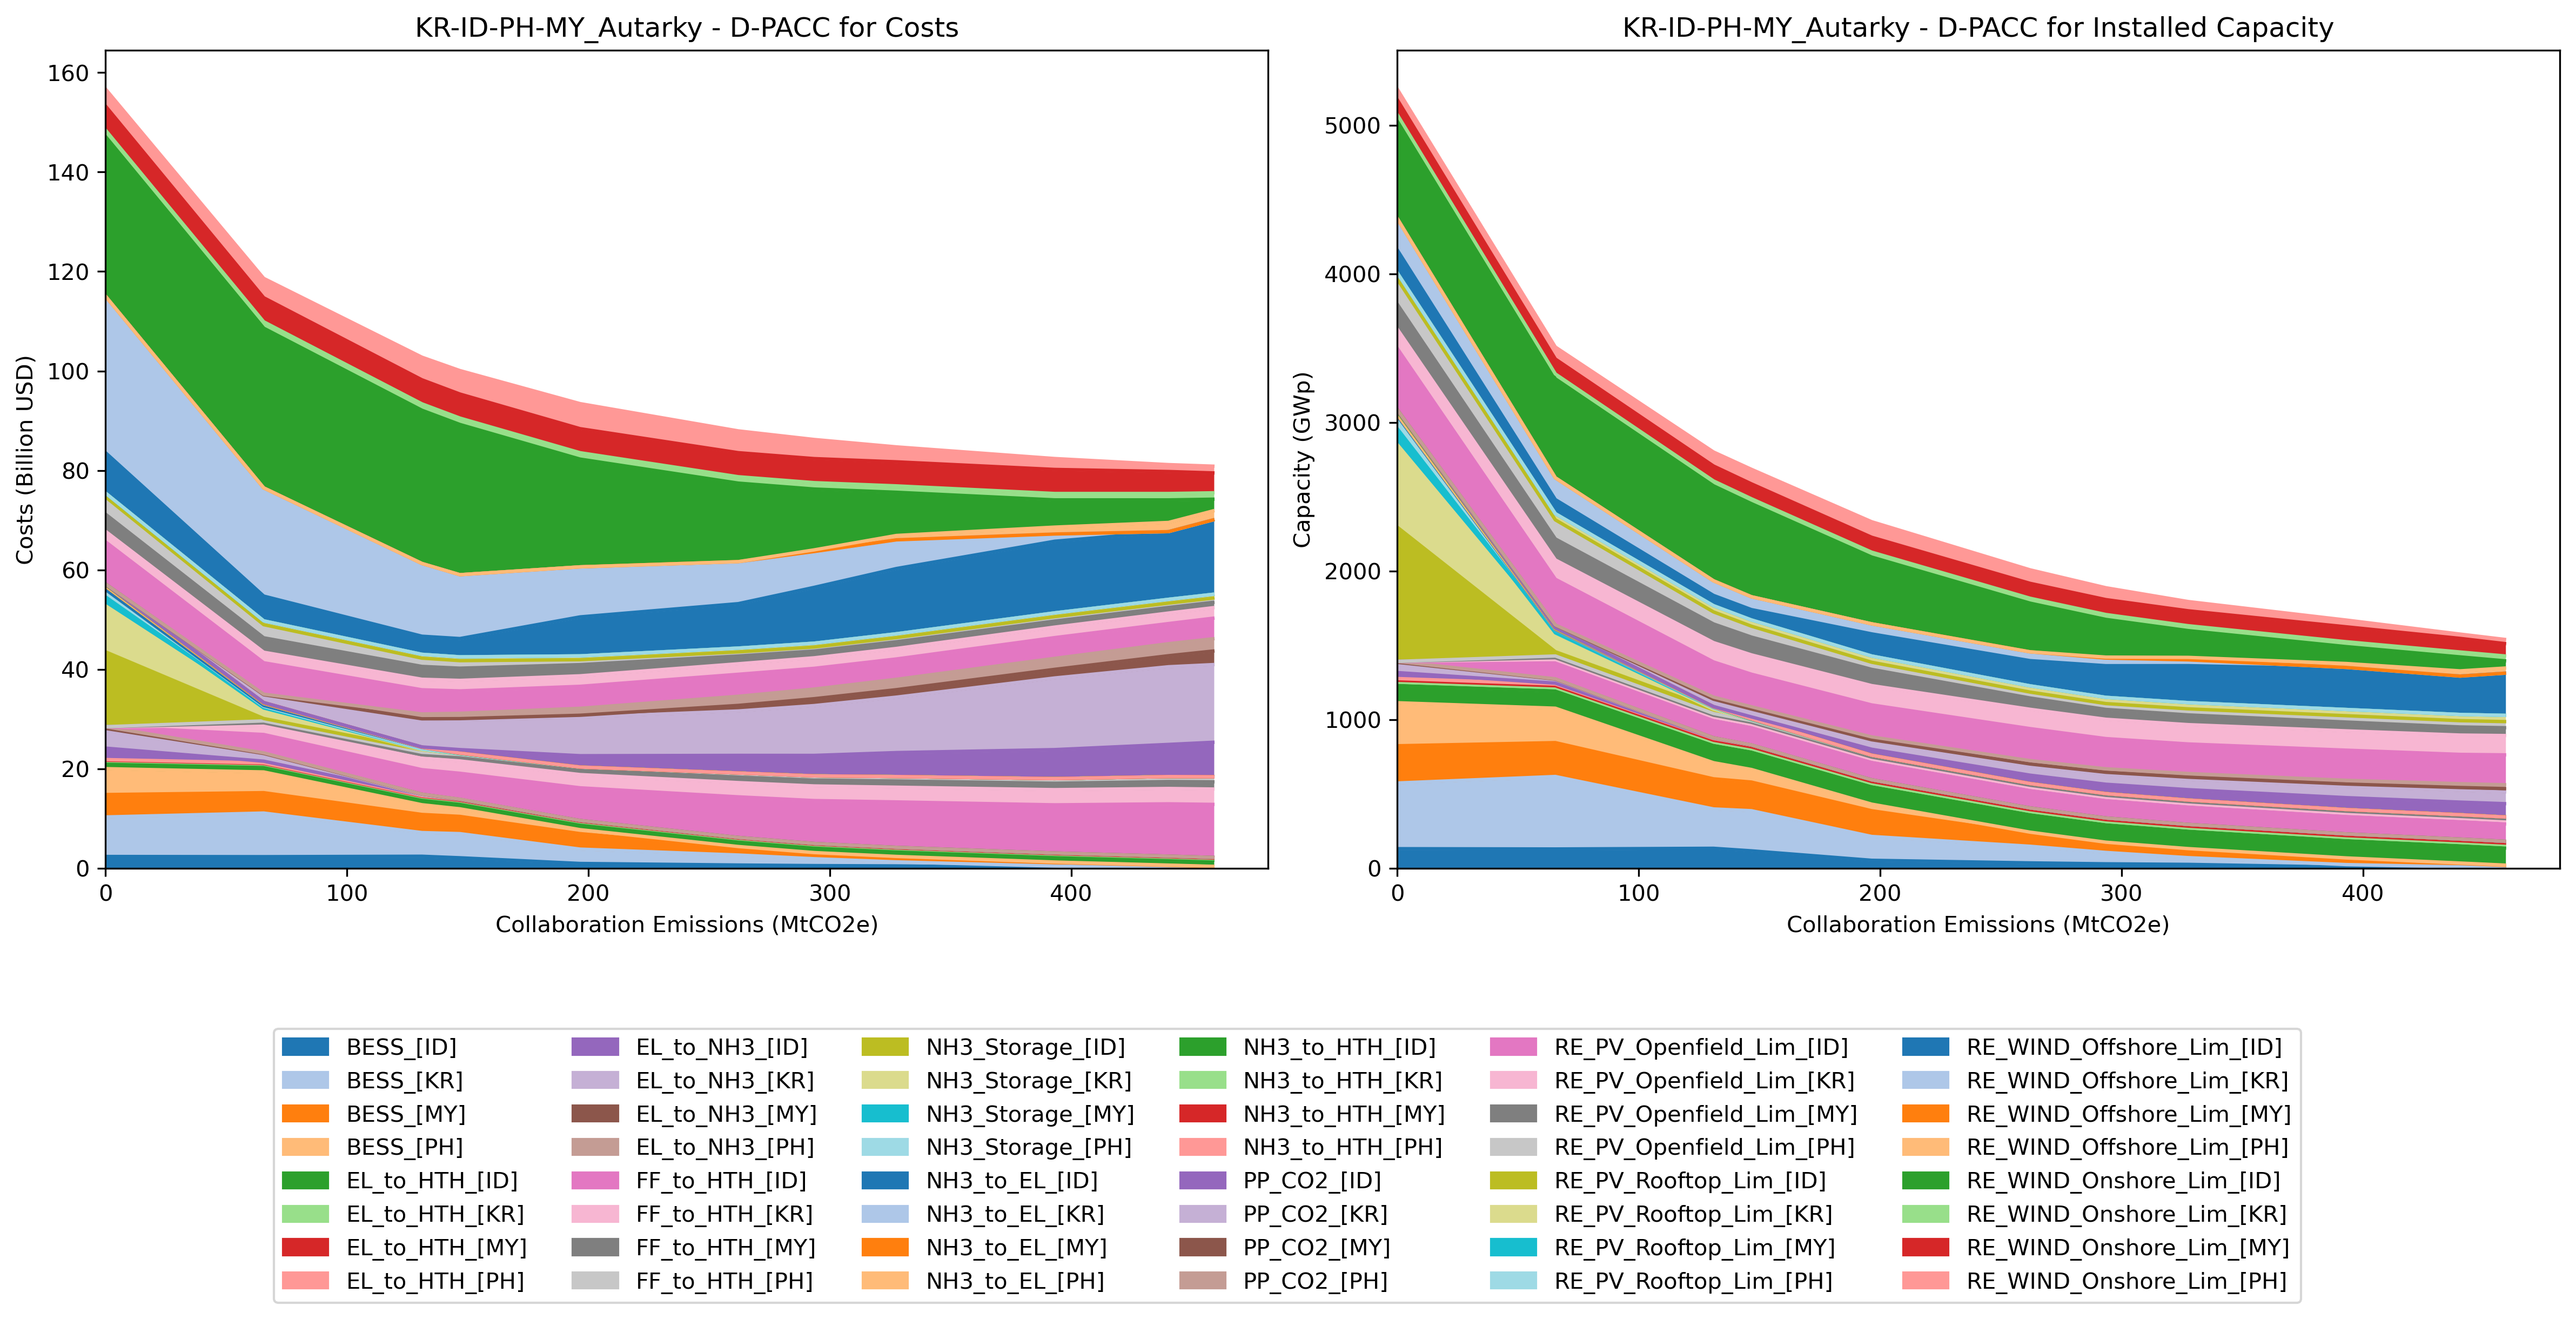 KR-ID-PH-MY_Autarky - D-PACC for Costs
160
140
120
100
80
60
40
20
0
Costs (Billion USD)
0 100 200 300 400
Collaboration Emissions (MtCO2e)
KR-ID-PH-MY_Autarky - D-PACC for Installed Capacity
5000
4000
3000
2000
1000
0
Capacity (GWp)
0 100 200 300 400
Collaboration Emissions (MtCO2e)
BESS_[ID]
BESS_[KR]
BESS_[MY]
BESS_[PH]
EL_to_HTH_[ID]
EL_to_HTH_[KR]
EL_to_HTH_[MY]
EL_to_HTH_[PH]
EL_to_NH3_[ID]
EL_to_NH3_[KR]
EL_to_NH3_[MY]
EL_to_NH3_[PH]
FF_to_HTH_[ID]
FF_to_HTH_[KR]
FF_to_HTH_[MY]
FF_to_HTH_[PH]
NH3_Storage_[ID]
NH3_Storage_[KR]
NH3_Storage_[MY]
NH3_Storage_[PH]
NH3_to_EL_[ID]
NH3_to_EL_[KR]
NH3_to_EL_[MY]
NH3_to_EL_[PH]
NH3_to_HTH_[ID]
NH3_to_HTH_[KR]
NH3_to_HTH_[MY]
NH3_to_HTH_[PH]
PP_CO2_[ID]
PP_CO2_[KR]
PP_CO2_[MY]
PP_CO2_[PH]
RE_PV_Openfield_Lim_[ID]
RE_PV_Openfield_Lim_[KR]
RE_PV_Openfield_Lim_[MY]
RE_PV_Openfield_Lim_[PH]
RE_PV_Rooftop_Lim_[ID]
RE_PV_Rooftop_Lim_[KR]
RE_PV_Rooftop_Lim_[MY]
RE_PV_Rooftop_Lim_[PH]
RE_WIND_Offshore_Lim_[ID]
RE_WIND_Offshore_Lim_[KR]
RE_WIND_Offshore_Lim_[MY]
RE_WIND_Offshore_Lim_[PH]
RE_WIND_Onshore_Lim_[ID]
RE_WIND_Onshore_Lim_[KR]
RE_WIND_Onshore_Lim_[MY]
RE_WIND_Onshore_Lim_[PH]